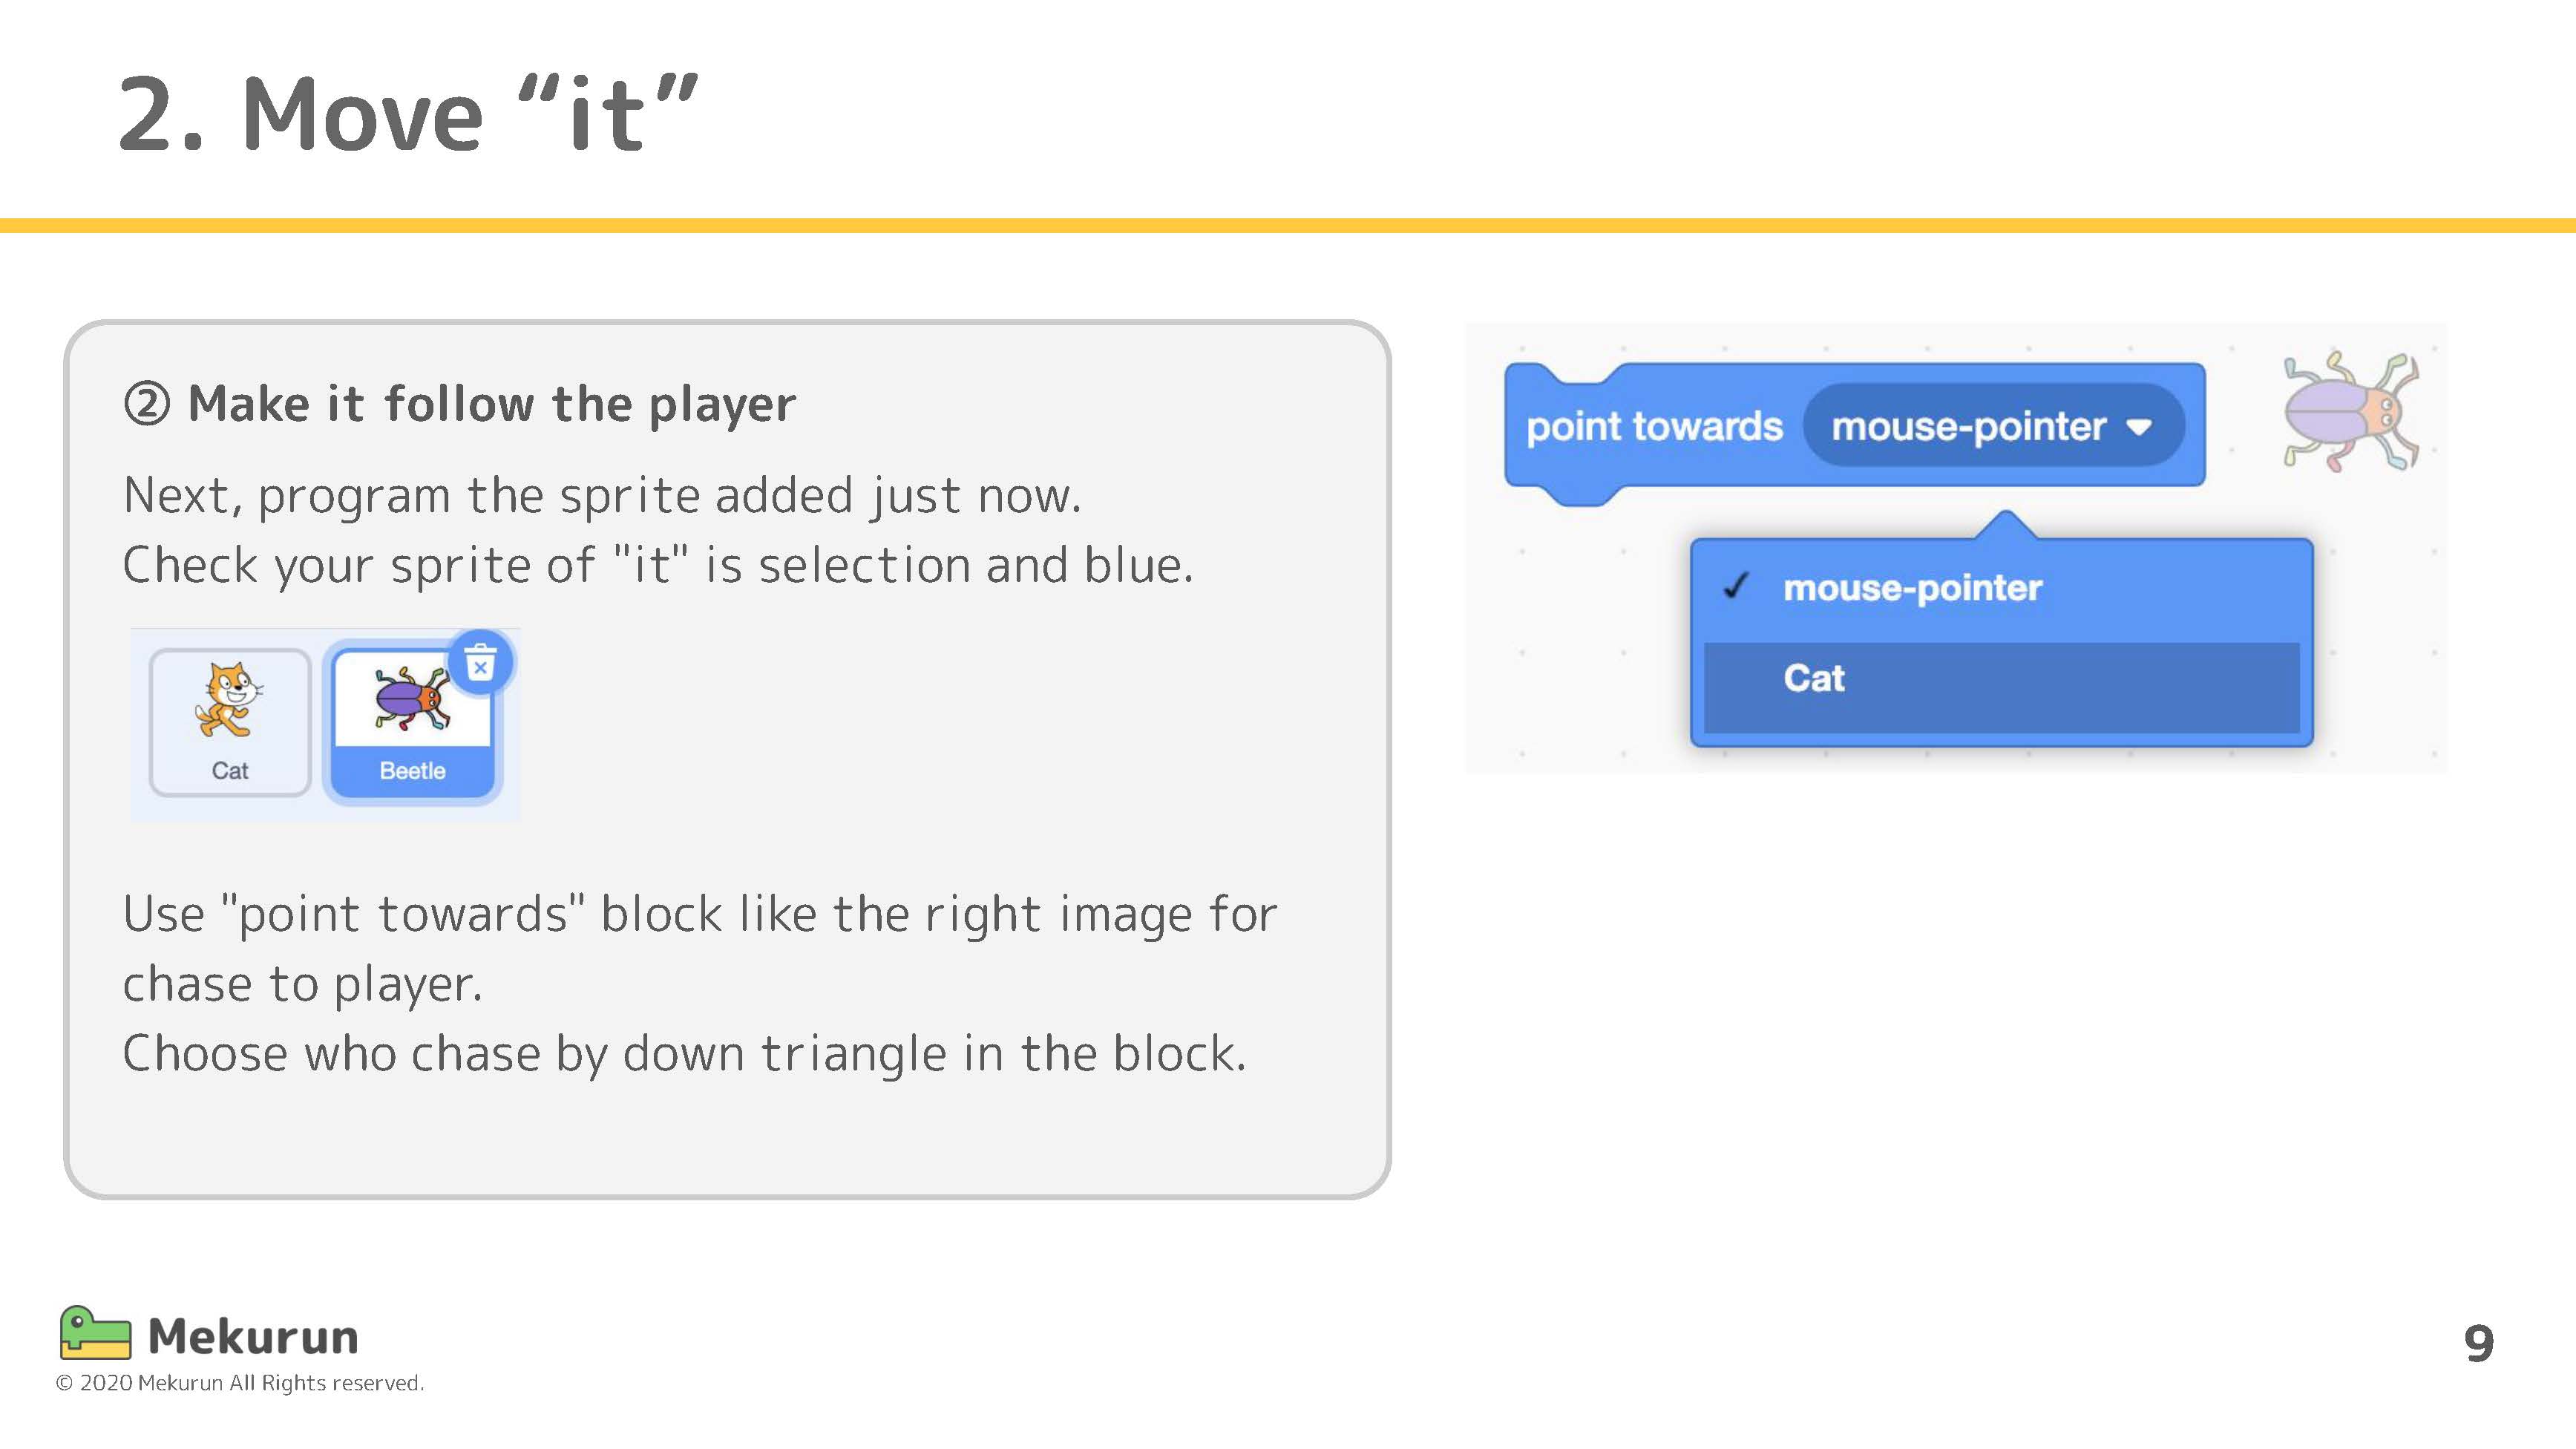 2. Move “it”
② Make it follow the player
Next, program the sprite added just now.
Check your sprite of "it" is selection and blue.
Cat
Beetle
Use "point towards" block like the right image for
chase to player.
Choose who chase by down triangle in the block.
point towards mouse-pointer
✓ mouse-pointer
Cat
Mekurun
© 2020 Mekurun All Rights reserved.
9